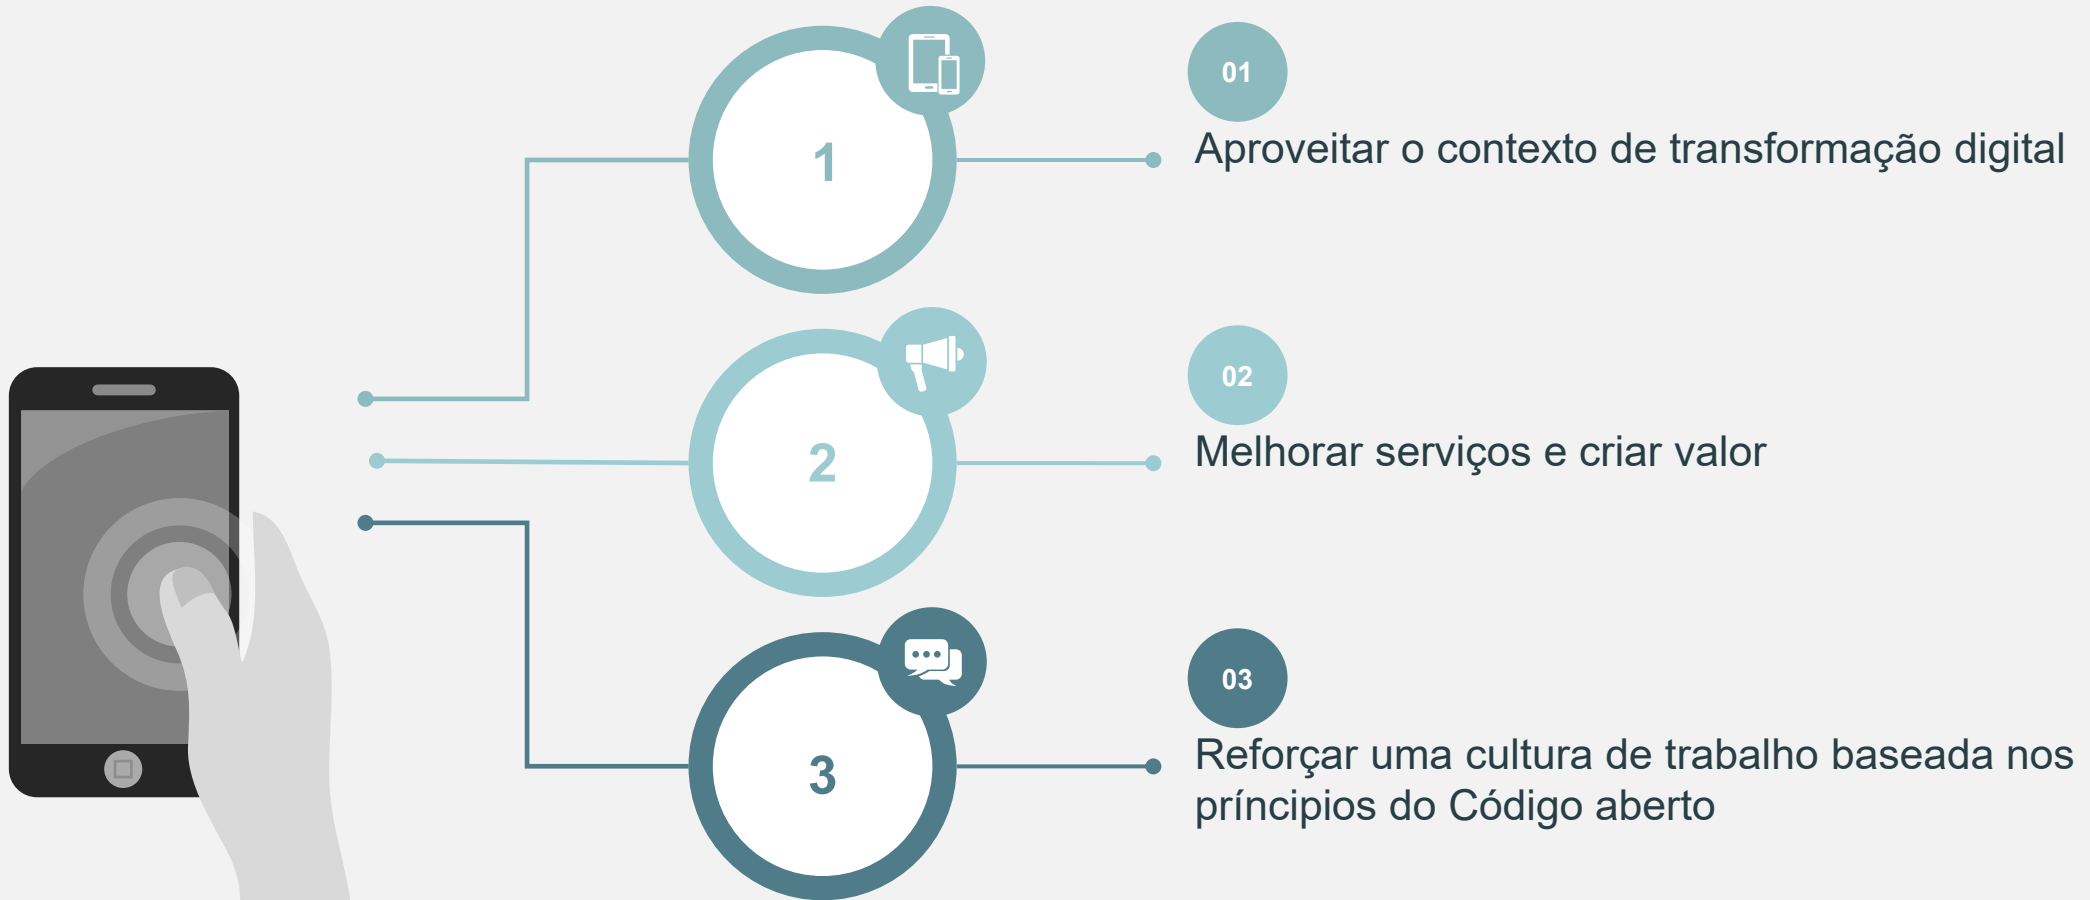 1
01
Aproveitar o contexto de transformação digital
2
02
Melhorar serviços e criar valor
3
03
Reforçar uma cultura de trabalho baseada nos
príncipios do Código aberto